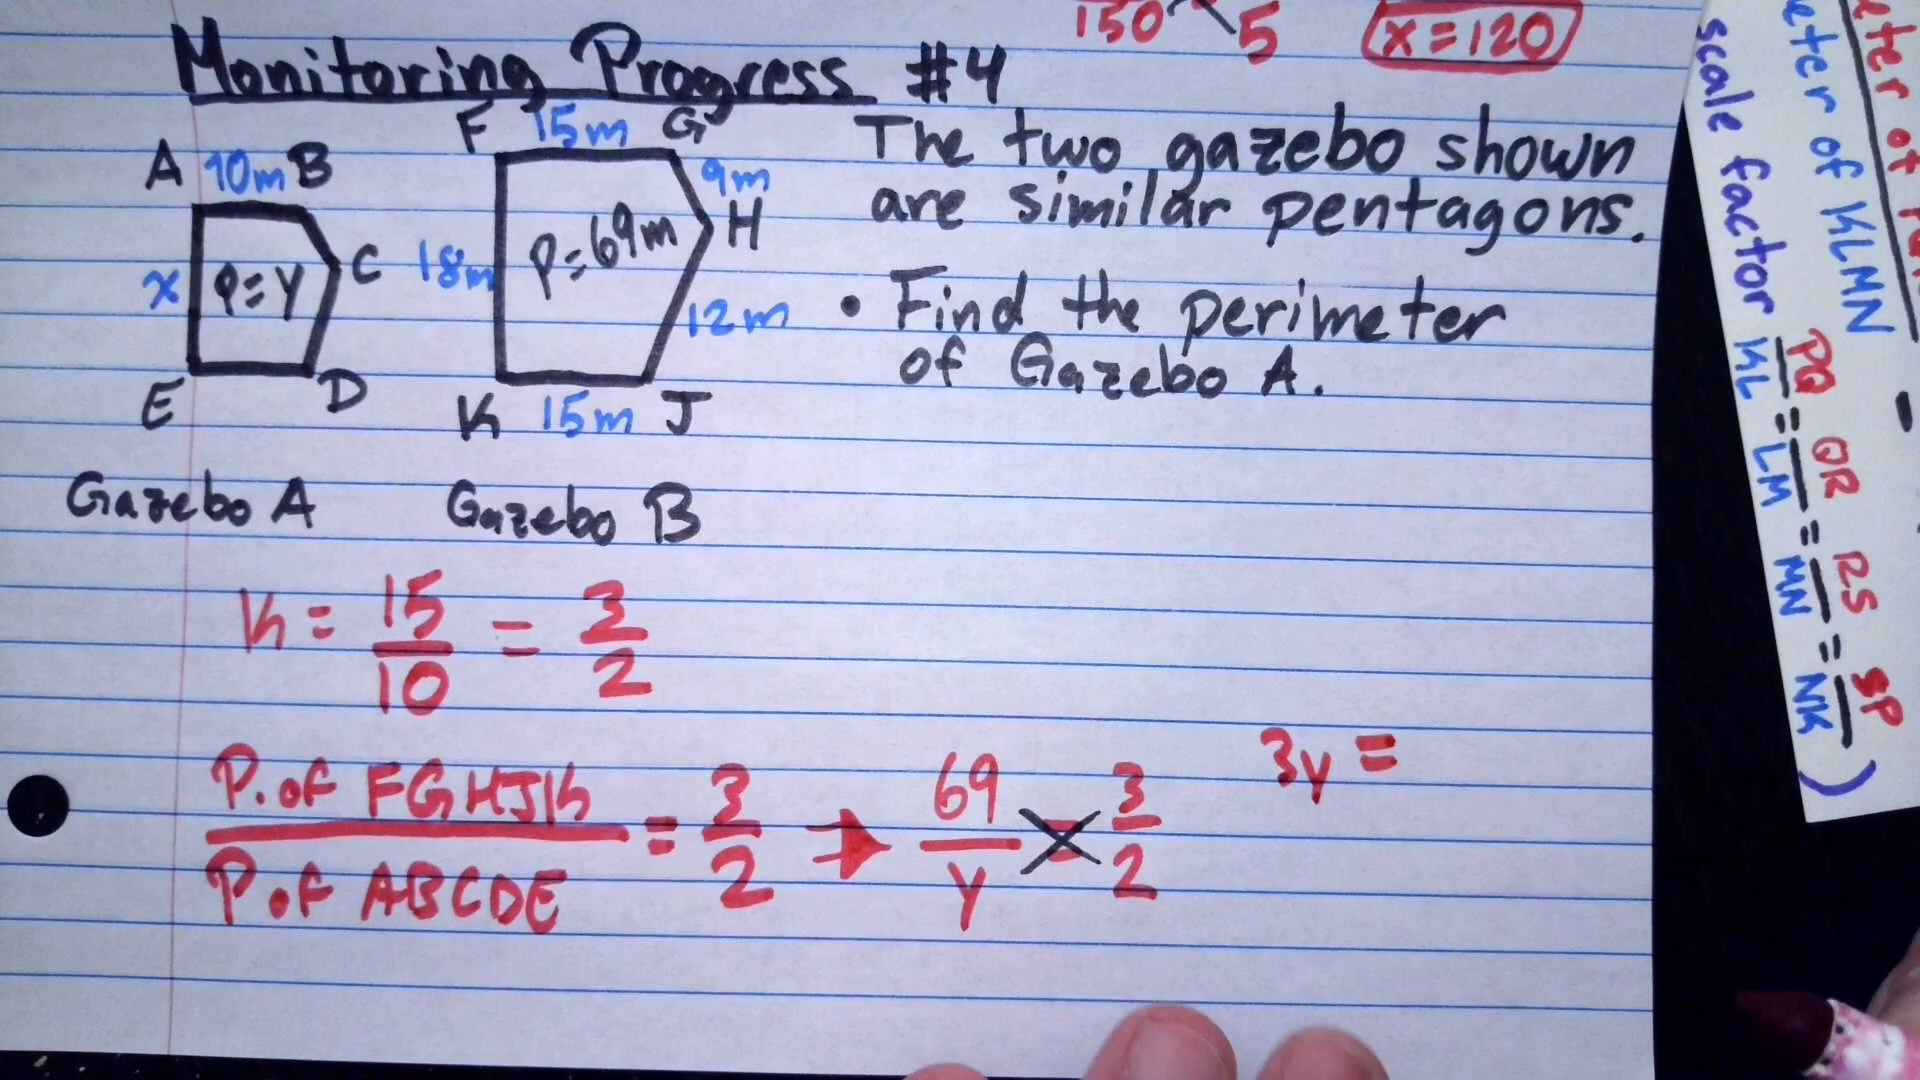 150 5 x=120
Monitoring Progress #4
F 15m G
A 10m B
9m
H
x P=Y C
18m P=69m
12m
E D
K 15m J
The two gazebo shown
are similar pentagons.
• Find the perimeter
of Gazebo A.
Gazebo A Gazebo B
K = 15/10 = 3/2
P. of FGHJK / P. of ABCDE = 3/2 → 69/y = 3/2
3y =
eter of
eter of KLMN
scale factor
PQ/KL = QR/LM = RS/MN = SP/NK )